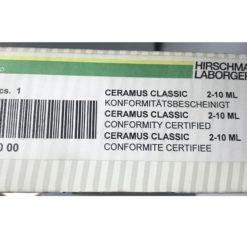 HIRSCHMA
LABORGER
cs. 1
CERAMUS CLASSIC 2-10 ML
KONFORMITÄTSBESCHEINIGT
CERAMUS CLASSIC 2-10 ML
CONFORMITY CERTIFIED
CERAMUS CLASSIC 2-10 ML
CONFORMITE CERTIFIEE
0 00